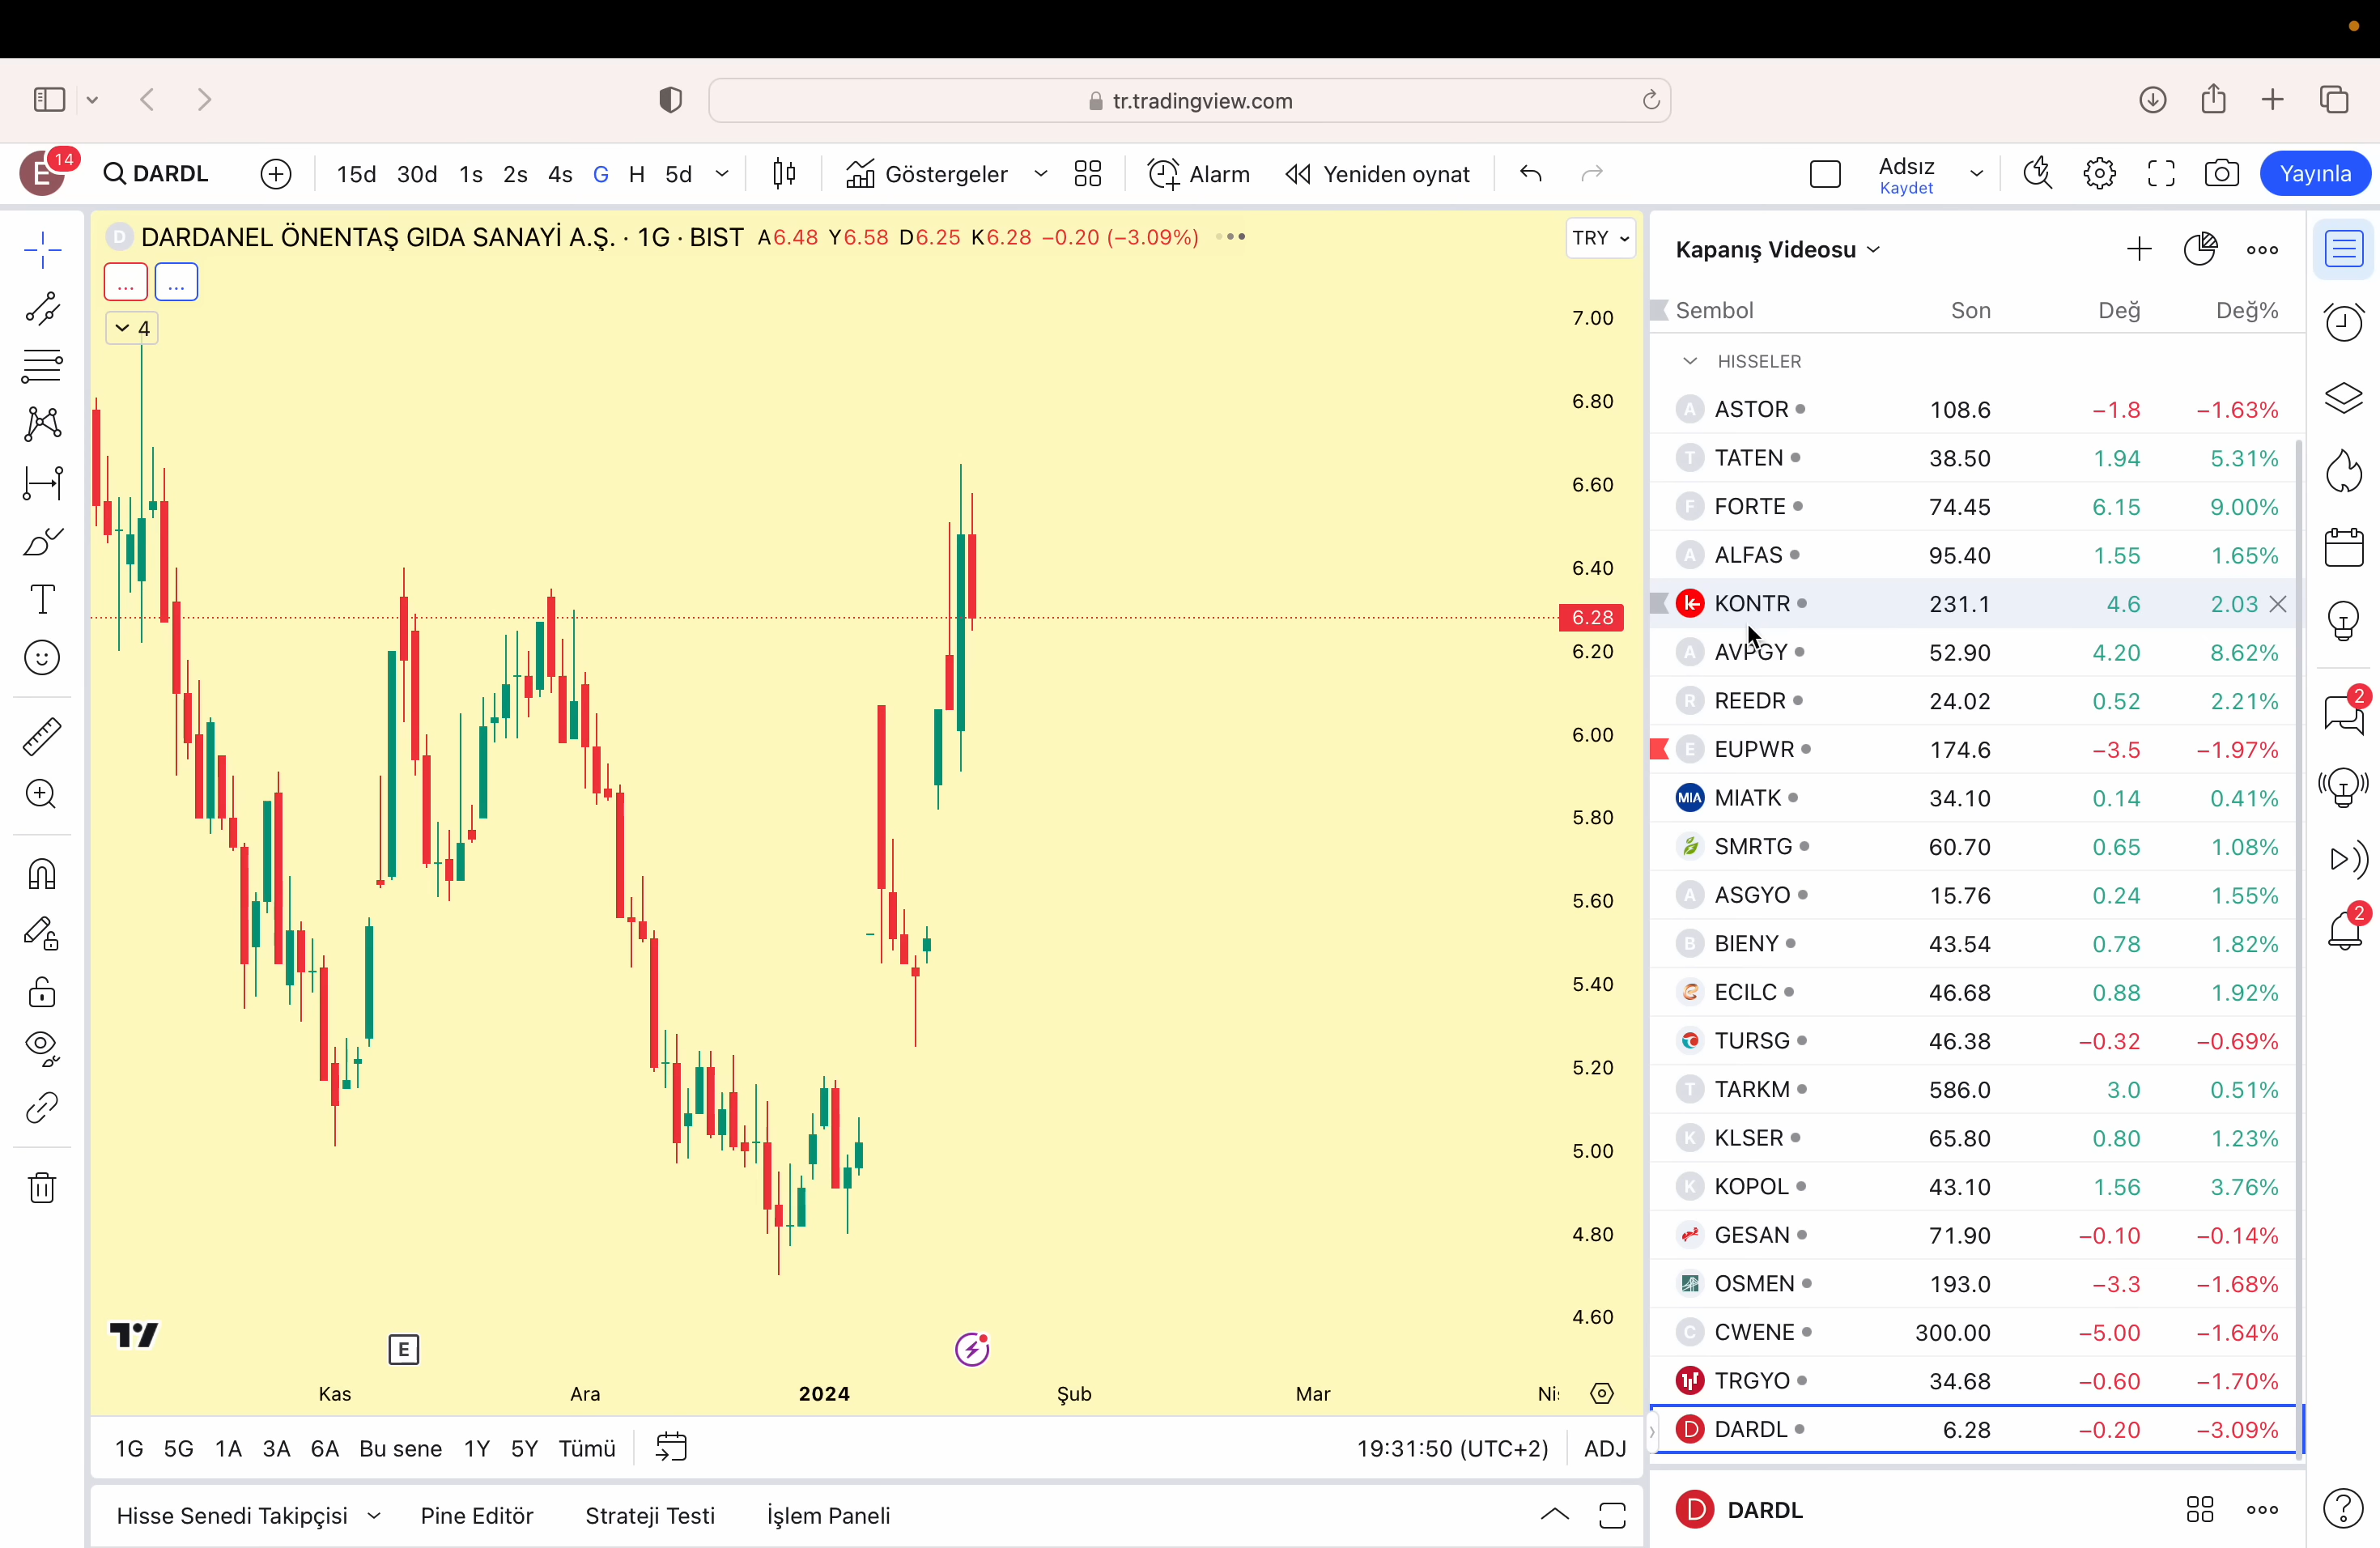 tr.tradingview.com
E 14 DARDL 15d 30d 1s 2s 4s G H 5d Göstergeler Alarm Yeniden oynat Adsız Yayınla
Kaydet
D DARDANEL ÖNENTAŞ GIDA SANAYİ A.Ş. · 1G · BIST A6.48 Y6.58 D6.25 K6.28 −0.20 (−3.09%)
TRY
... ...
4
7.00
6.80
6.60
6.40
6.28
6.20
6.00
5.80
5.60
5.40
5.20
5.00
4.80
4.60
E
Kas Ara 2024 Şub Mar Ni
1G 5G 1A 3A 6A Bu sene 1Y 5Y Tümü 19:31:50 (UTC+2) ADJ
Hisse Senedi Takipçisi Pine Editör Strateji Testi İşlem Paneli
Kapanış Videosu
Sembol Son Değ Değ%
HISSELER
A ASTOR 108.6 −1.8 −1.63%
T TATEN 38.50 1.94 5.31%
F FORTE 74.45 6.15 9.00%
A ALFAS 95.40 1.55 1.65%
KONTR 231.1 4.6 2.03
A AVPGY 52.90 4.20 8.62%
R REEDR 24.02 0.52 2.21%
E EUPWR 174.6 −3.5 −1.97%
MIA MIATK 34.10 0.14 0.41%
SMRTG 60.70 0.65 1.08%
A ASGYO 15.76 0.24 1.55%
B BIENY 43.54 0.78 1.82%
ECILC 46.68 0.88 1.92%
TURSG 46.38 −0.32 −0.69%
T TARKM 586.0 3.0 0.51%
K KLSER 65.80 0.80 1.23%
K KOPOL 43.10 1.56 3.76%
GESAN 71.90 −0.10 −0.14%
OSMEN 193.0 −3.3 −1.68%
C CWENE 300.00 −5.00 −1.64%
TRGYO 34.68 −0.60 −1.70%
D DARDL 6.28 −0.20 −3.09%
D DARDL
2
2